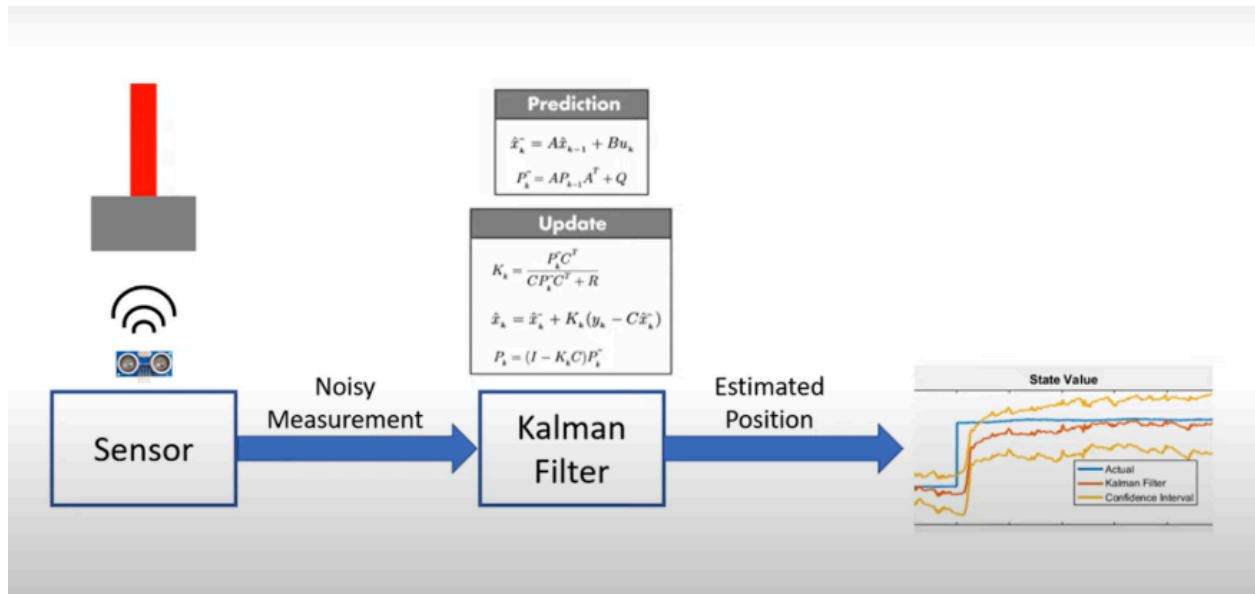 Prediction
x̂ₖ⁻ = Ax̂ₖ₋₁ + Buₖ
Pₖ⁻ = APₖ₋₁Aᵀ + Q
Update
Kₖ = Pₖ⁻Cᵀ / (CPₖ⁻Cᵀ + R)
x̂ₖ = x̂ₖ⁻ + Kₖ(yₖ − Cx̂ₖ⁻)
Pₖ = (I − KₖC)Pₖ⁻
Sensor
Noisy
Measurement
Kalman
Filter
Estimated
Position
State Value
Actual
Kalman Filter
Confidence Interval